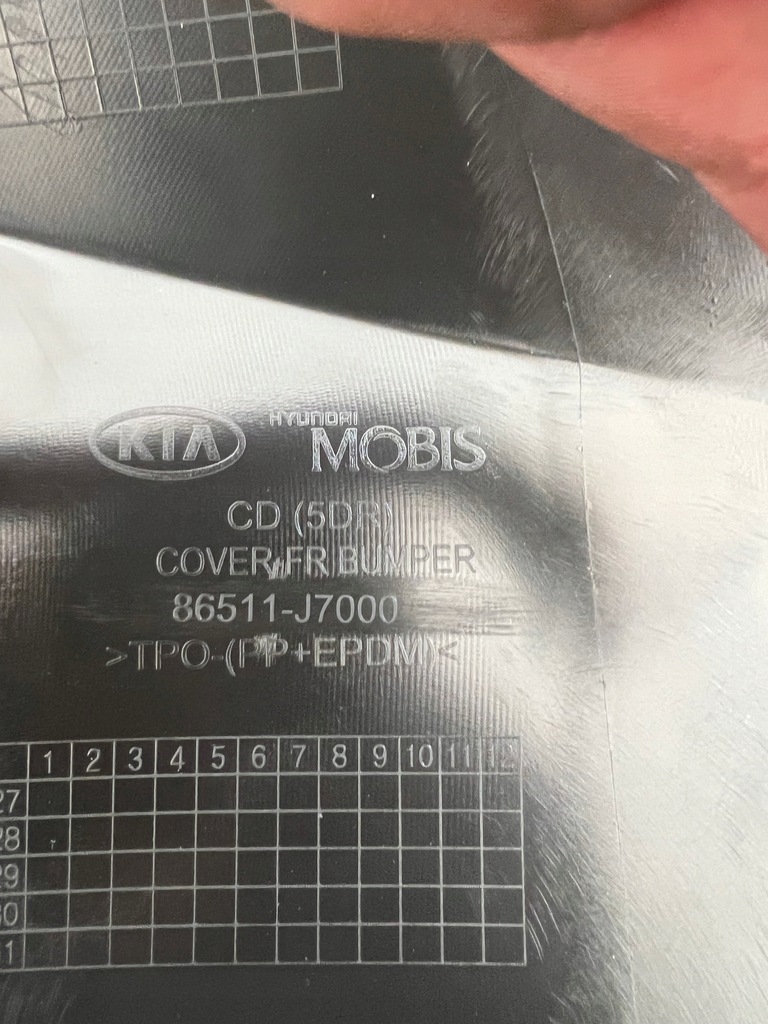 KIA HYUNDAI MOBIS
CD (5DR)
COVER,FR BUMPER
86511-J7000
>TPO-(PP+EPDM)<
1 2 3 4 5 6 7 8 9 10 11 12
27
28
29
30
31